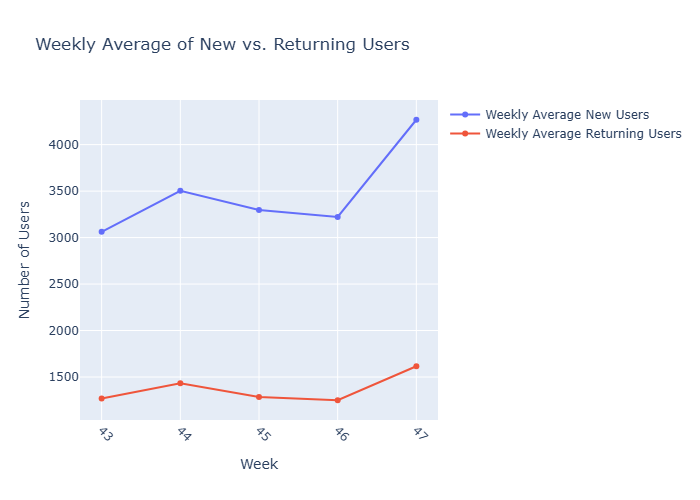 Weekly Average of New vs. Returning Users
Weekly Average New Users
Weekly Average Returning Users
Number of Users
4000
3500
3000
2500
2000
1500
43
44
45
46
47
Week